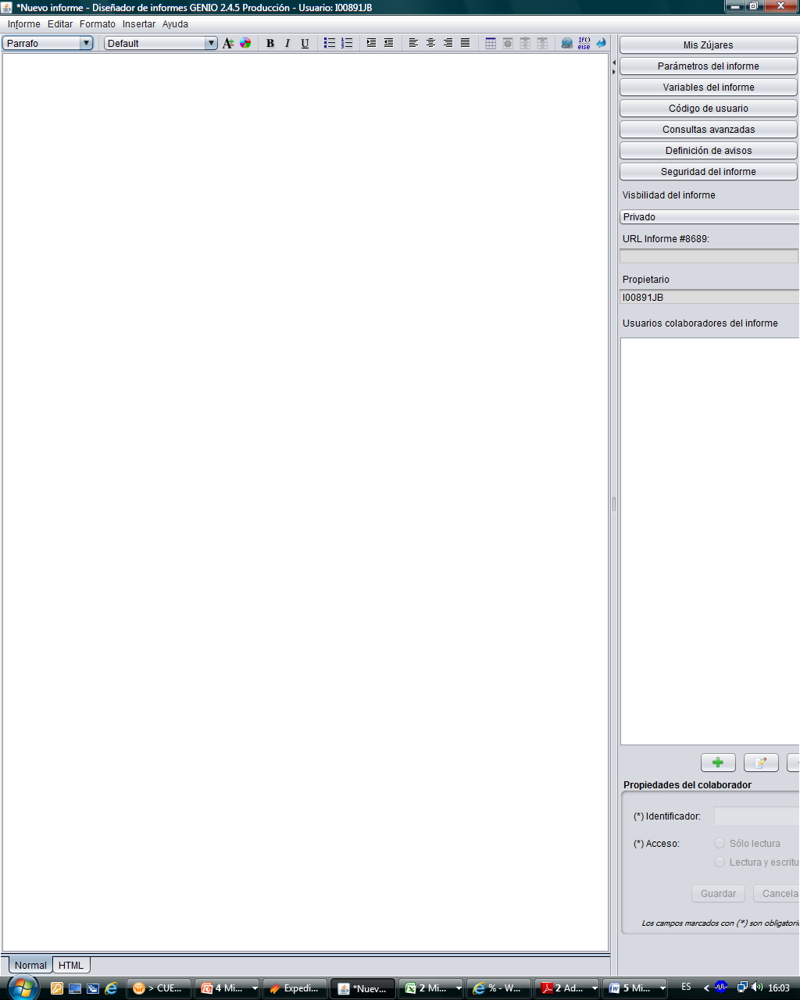 *Nuevo informe - Diseñador de informes GENIO 2.4.5 Producción - Usuario: I00891JB
Informe Editar Formato Insertar Ayuda
Parrafo Default A B I U IF() else
Mis Zújares
Parámetros del informe
Variables del informe
Código de usuario
Consultas avanzadas
Definición de avisos
Seguridad del informe
Visbilidad del informe
Privado
URL Informe #8689:
Propietario
I00891JB
Usuarios colaboradores del informe
Propiedades del colaborador
(*) Identificador:
(*) Acceso: Sólo lectura
Lectura y escritu
Guardar Cancela
Los campos marcados con (*) son obligatorio
Normal HTML
> CUE... 4 Mi... Expedi... *Nuev... 2 Mi... % - W... 2 Ad... 5 Mi... ES < 16:03